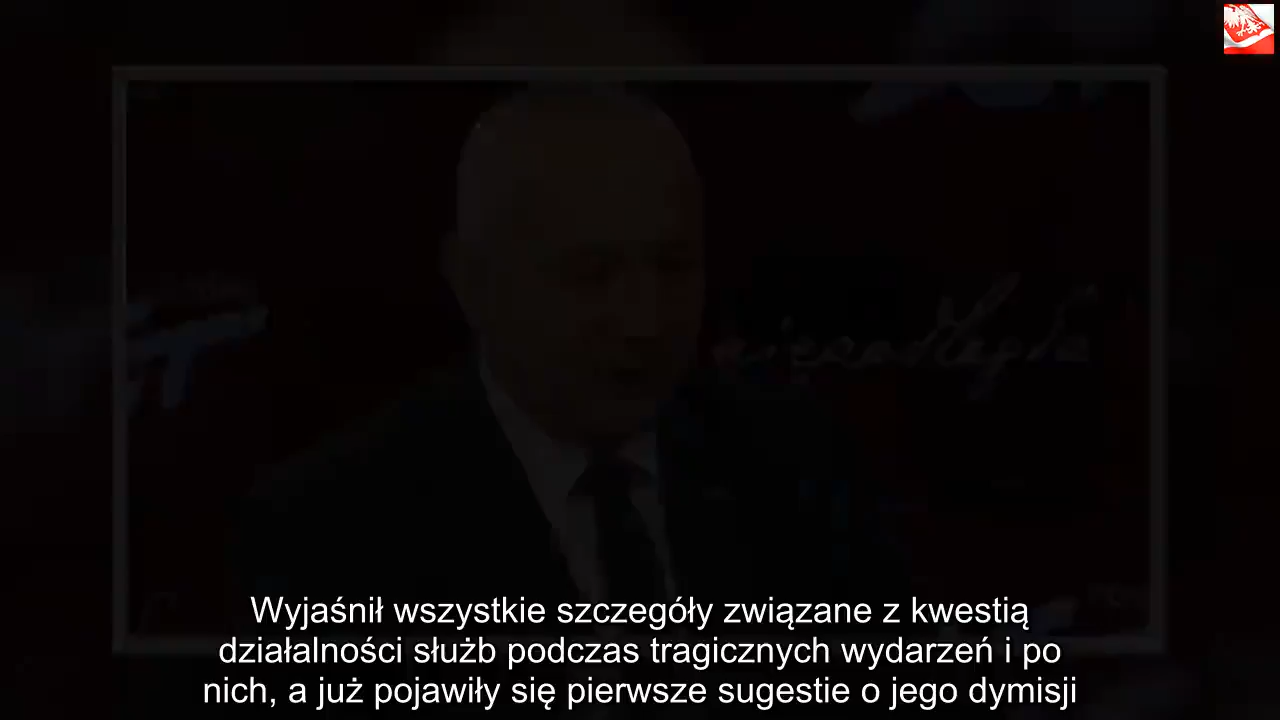 Wyjaśnił wszystkie szczegóły związane z kwestią
działalności służb podczas tragicznych wydarzeń i po
nich, a już pojawiły się pierwsze sugestie o jego dymisji